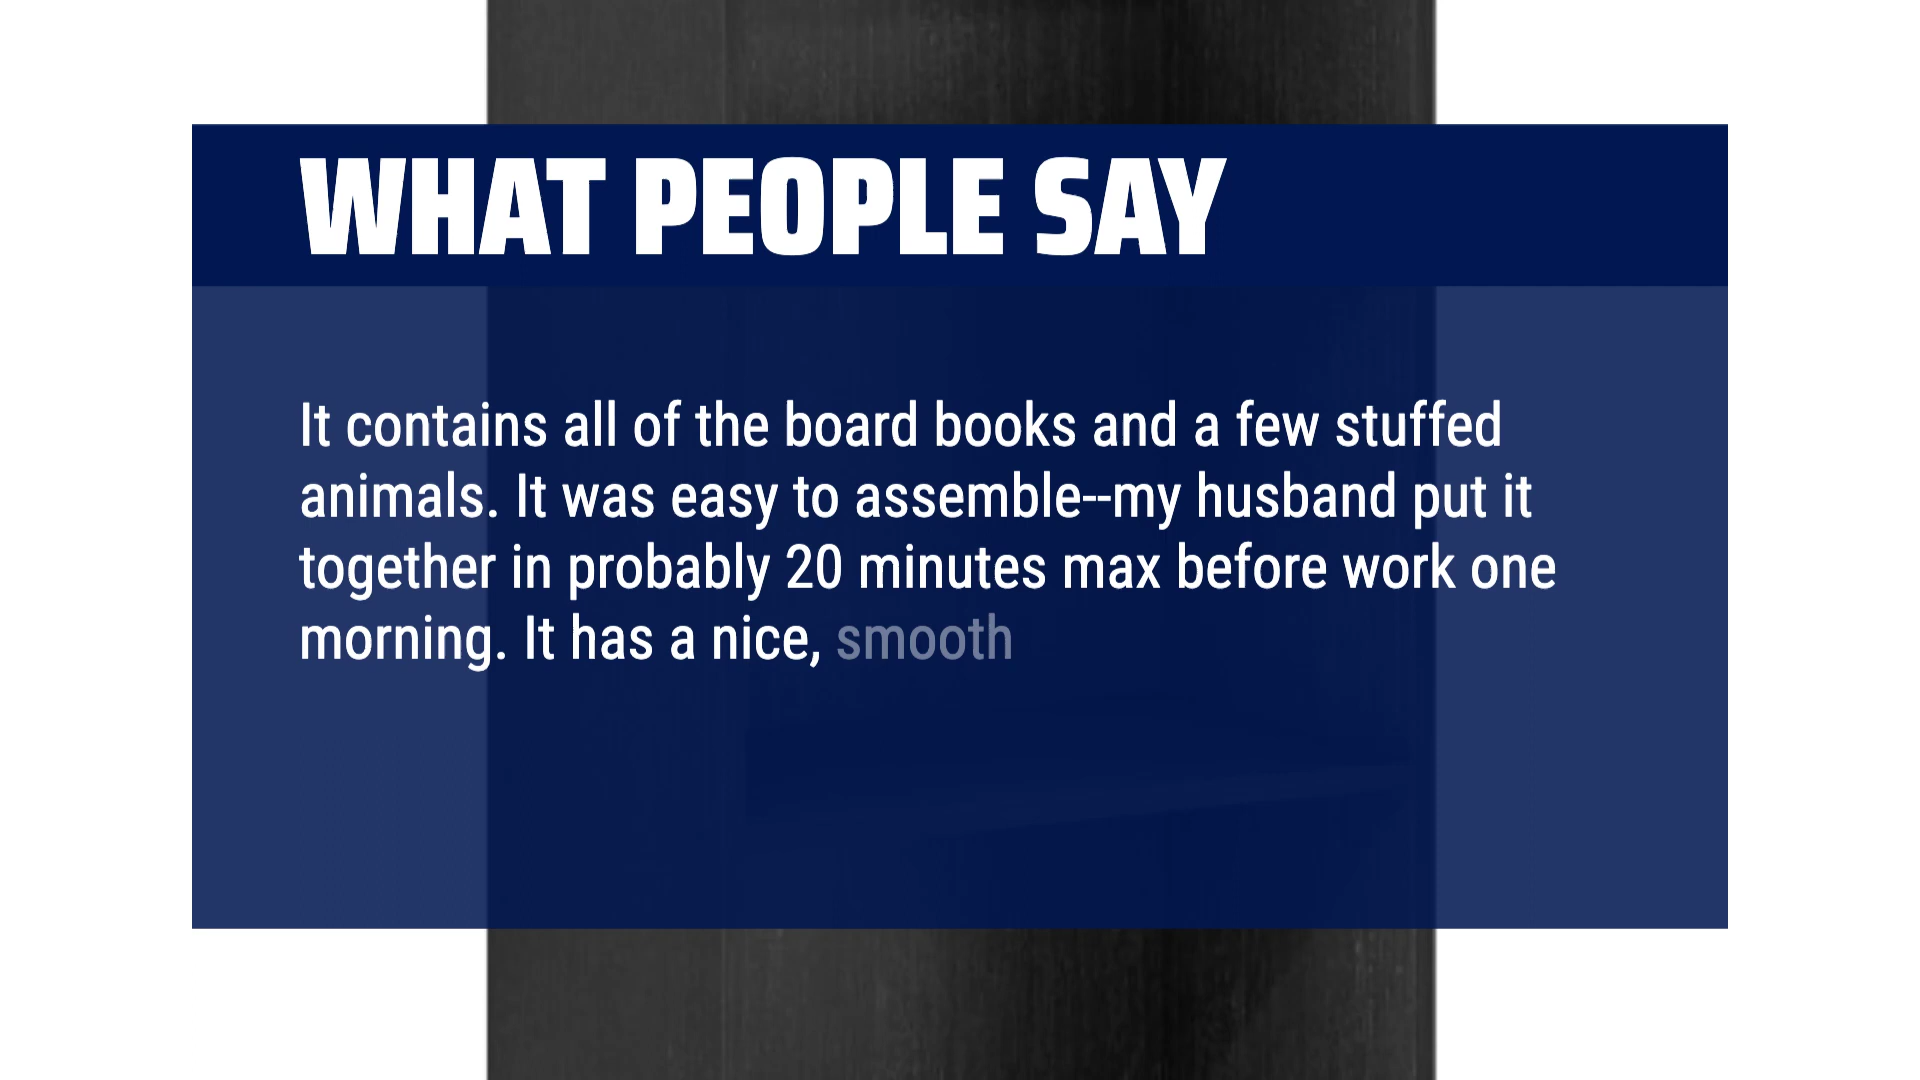 WHAT PEOPLE SAY
It contains all of the board books and a few stuffed
animals. It was easy to assemble--my husband put it
together in probably 20 minutes max before work one
morning. It has a nice, smooth